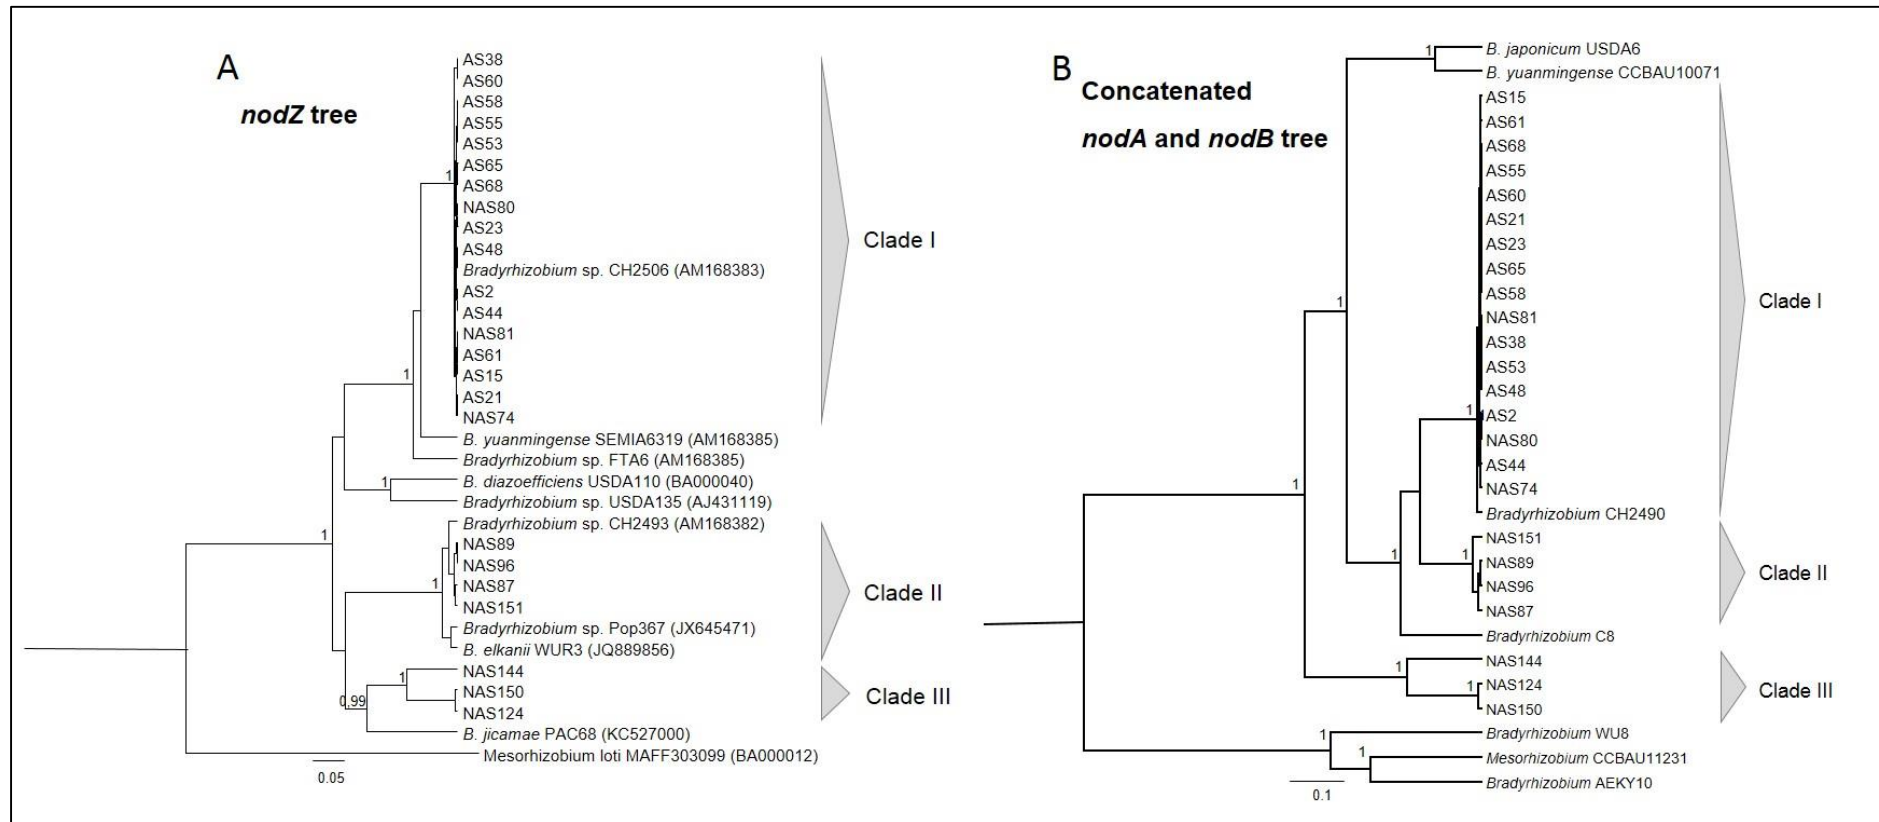 A
nodZ tree
AS38
AS60
AS58
AS55
AS53
AS65
AS68
NAS80
AS23
AS48
Bradyrhizobium sp. CH2506 (AM168383)
AS2
AS44
NAS81
AS61
AS15
AS21
NAS74
B. yuanmingense SEMIA6319 (AM168385)
Bradyrhizobium sp. FTA6 (AM168385)
B. diazoefficiens USDA110 (BA000040)
Bradyrhizobium sp. USDA135 (AJ431119)
Bradyrhizobium sp. CH2493 (AM168382)
NAS89
NAS96
NAS87
NAS151
Bradyrhizobium sp. Pop367 (JX645471)
B. elkanii WUR3 (JQ889856)
NAS144
NAS150
NAS124
B. jicamae PAC68 (KC527000)
Mesorhizobium loti MAFF303099 (BA000012)
1
1
1
1
1
1
0.99
0.05
Clade I
Clade II
Clade III
B
Concatenated
nodA and nodB tree
B. japonicum USDA6
B. yuanmingense CCBAU10071
AS15
AS61
AS68
AS55
AS60
AS21
AS23
AS65
AS58
NAS81
AS38
AS53
AS48
AS2
NAS80
AS44
NAS74
Bradyrhizobium CH2490
NAS151
NAS89
NAS96
NAS87
Bradyrhizobium C8
NAS144
NAS124
NAS150
Bradyrhizobium WU8
Mesorhizobium CCBAU11231
Bradyrhizobium AEKY10
1
1
1
1
1
1
1
1
1
1
0.1
Clade I
Clade II
Clade III